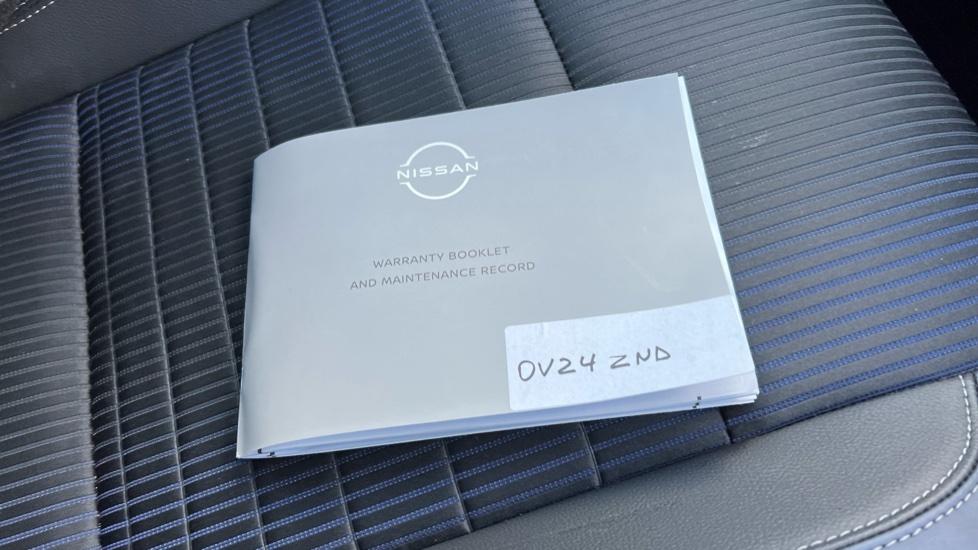 NISSAN
WARRANTY BOOKLET
AND MAINTENANCE RECORD
OV24 ZND